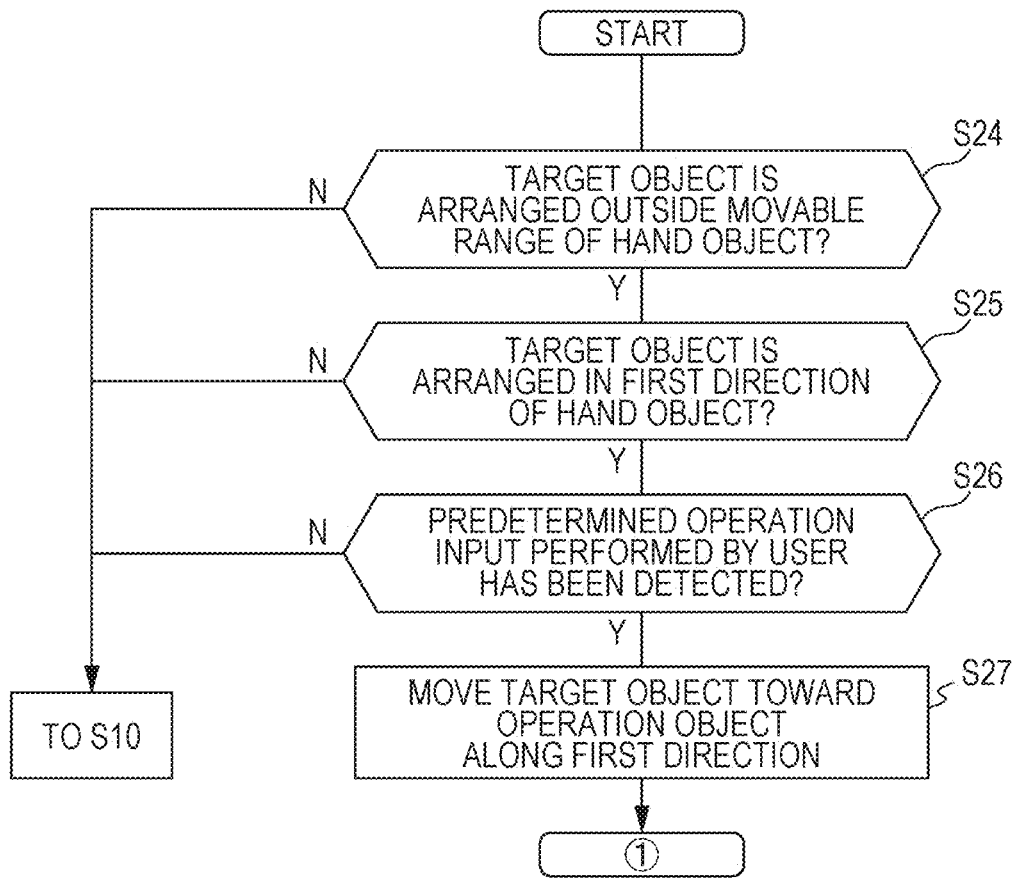 START
S24
TARGET OBJECT IS
ARRANGED OUTSIDE MOVABLE
RANGE OF HAND OBJECT?
N
Y
S25
TARGET OBJECT IS
ARRANGED IN FIRST DIRECTION
OF HAND OBJECT?
N
Y
S26
PREDETERMINED OPERATION
INPUT PERFORMED BY USER
HAS BEEN DETECTED?
N
Y
S27
MOVE TARGET OBJECT TOWARD
OPERATION OBJECT
ALONG FIRST DIRECTION
TO S10
①